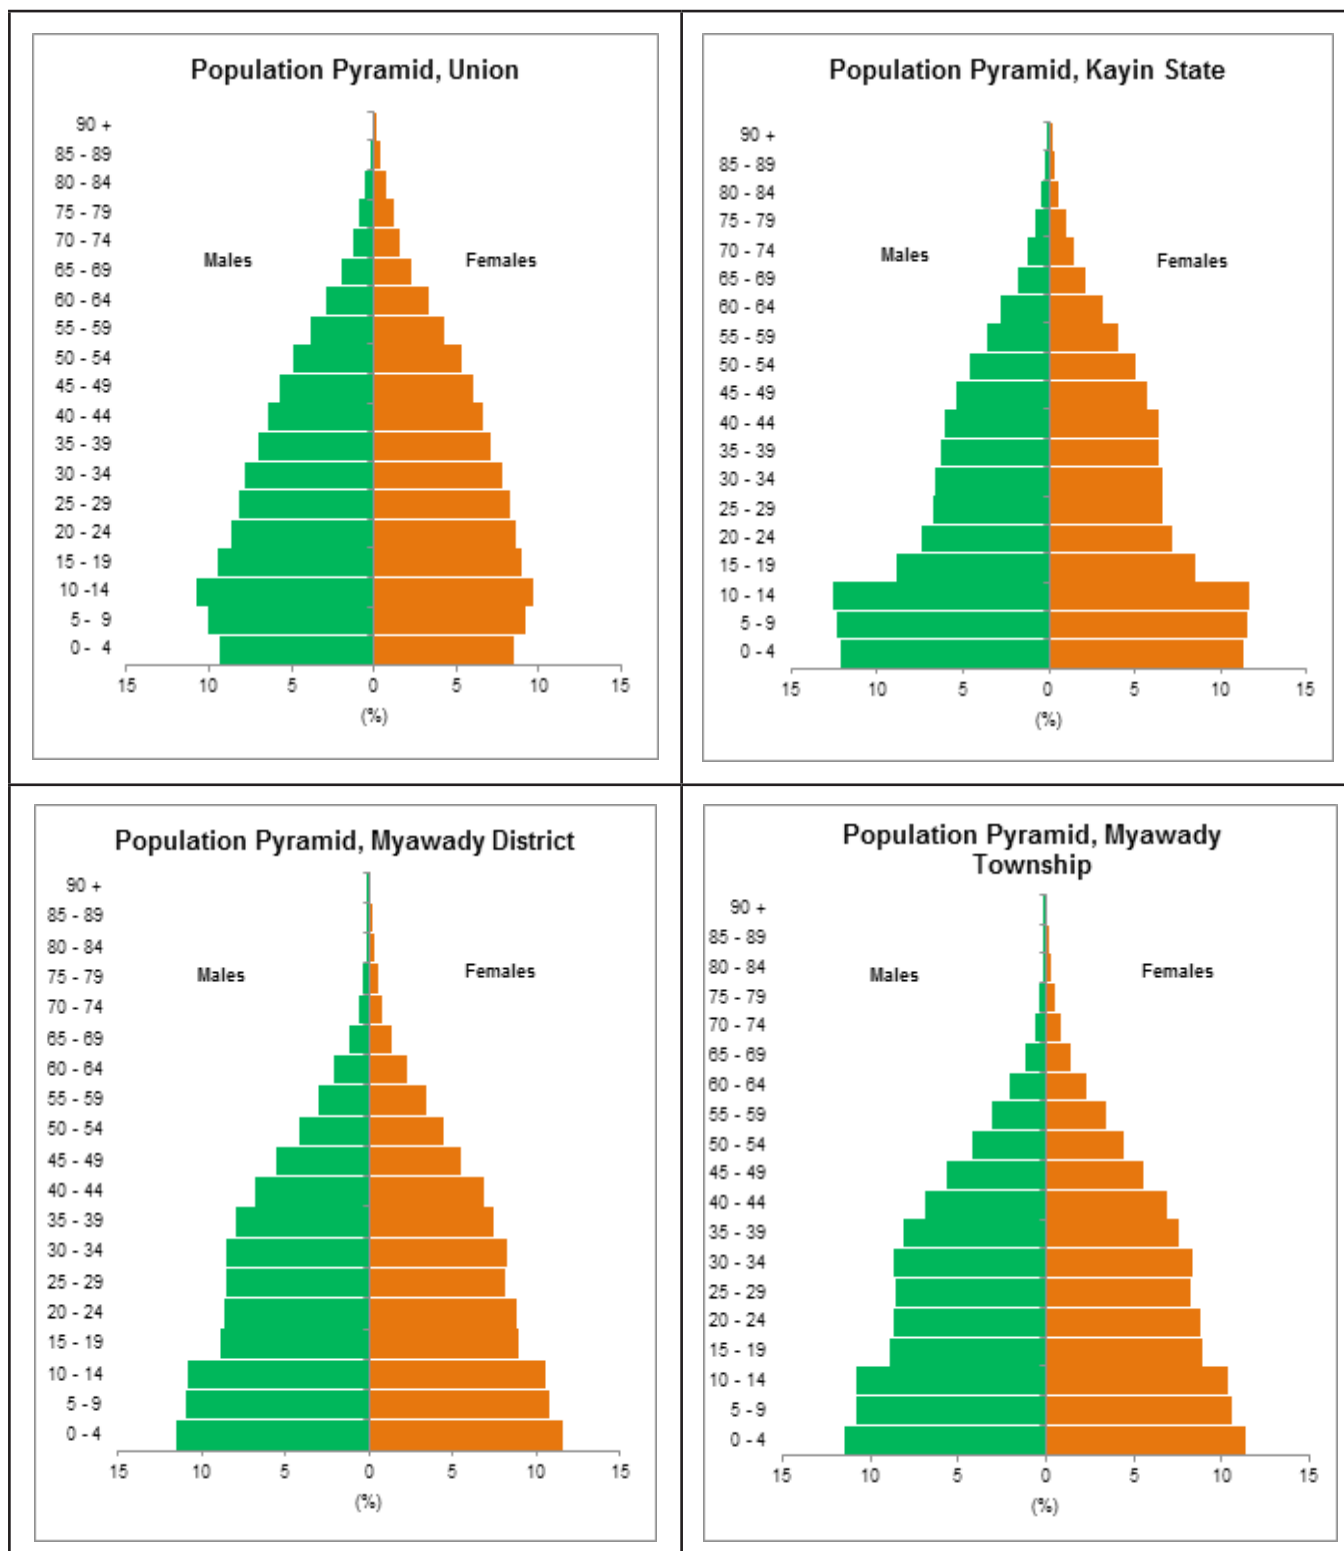 Population Pyramid, Union
90 +
85 - 89
80 - 84
75 - 79
70 - 74
Males
Females
65 - 69
60 - 64
55 - 59
50 - 54
45 - 49
40 - 44
35 - 39
30 - 34
25 - 29
20 - 24
15 - 19
10 -14
5 - 9
0 - 4
15 10 5 0 5 10 15
(%)
Population Pyramid, Kayin State
90 +
85 - 89
80 - 84
75 - 79
70 - 74
Males
Females
65 - 69
60 - 64
55 - 59
50 - 54
45 - 49
40 - 44
35 - 39
30 - 34
25 - 29
20 - 24
15 - 19
10 - 14
5 - 9
0 - 4
15 10 5 0 5 10 15
(%)
Population Pyramid, Myawady District
90 +
85 - 89
80 - 84
75 - 79
Males
Females
70 - 74
65 - 69
60 - 64
55 - 59
50 - 54
45 - 49
40 - 44
35 - 39
30 - 34
25 - 29
20 - 24
15 - 19
10 - 14
5 - 9
0 - 4
15 10 5 0 5 10 15
(%)
Population Pyramid, Myawady
Township
90 +
85 - 89
80 - 84
Males
Females
75 - 79
70 - 74
65 - 69
60 - 64
55 - 59
50 - 54
45 - 49
40 - 44
35 - 39
30 - 34
25 - 29
20 - 24
15 - 19
10 - 14
5 - 9
0 - 4
15 10 5 0 5 10 15
(%)